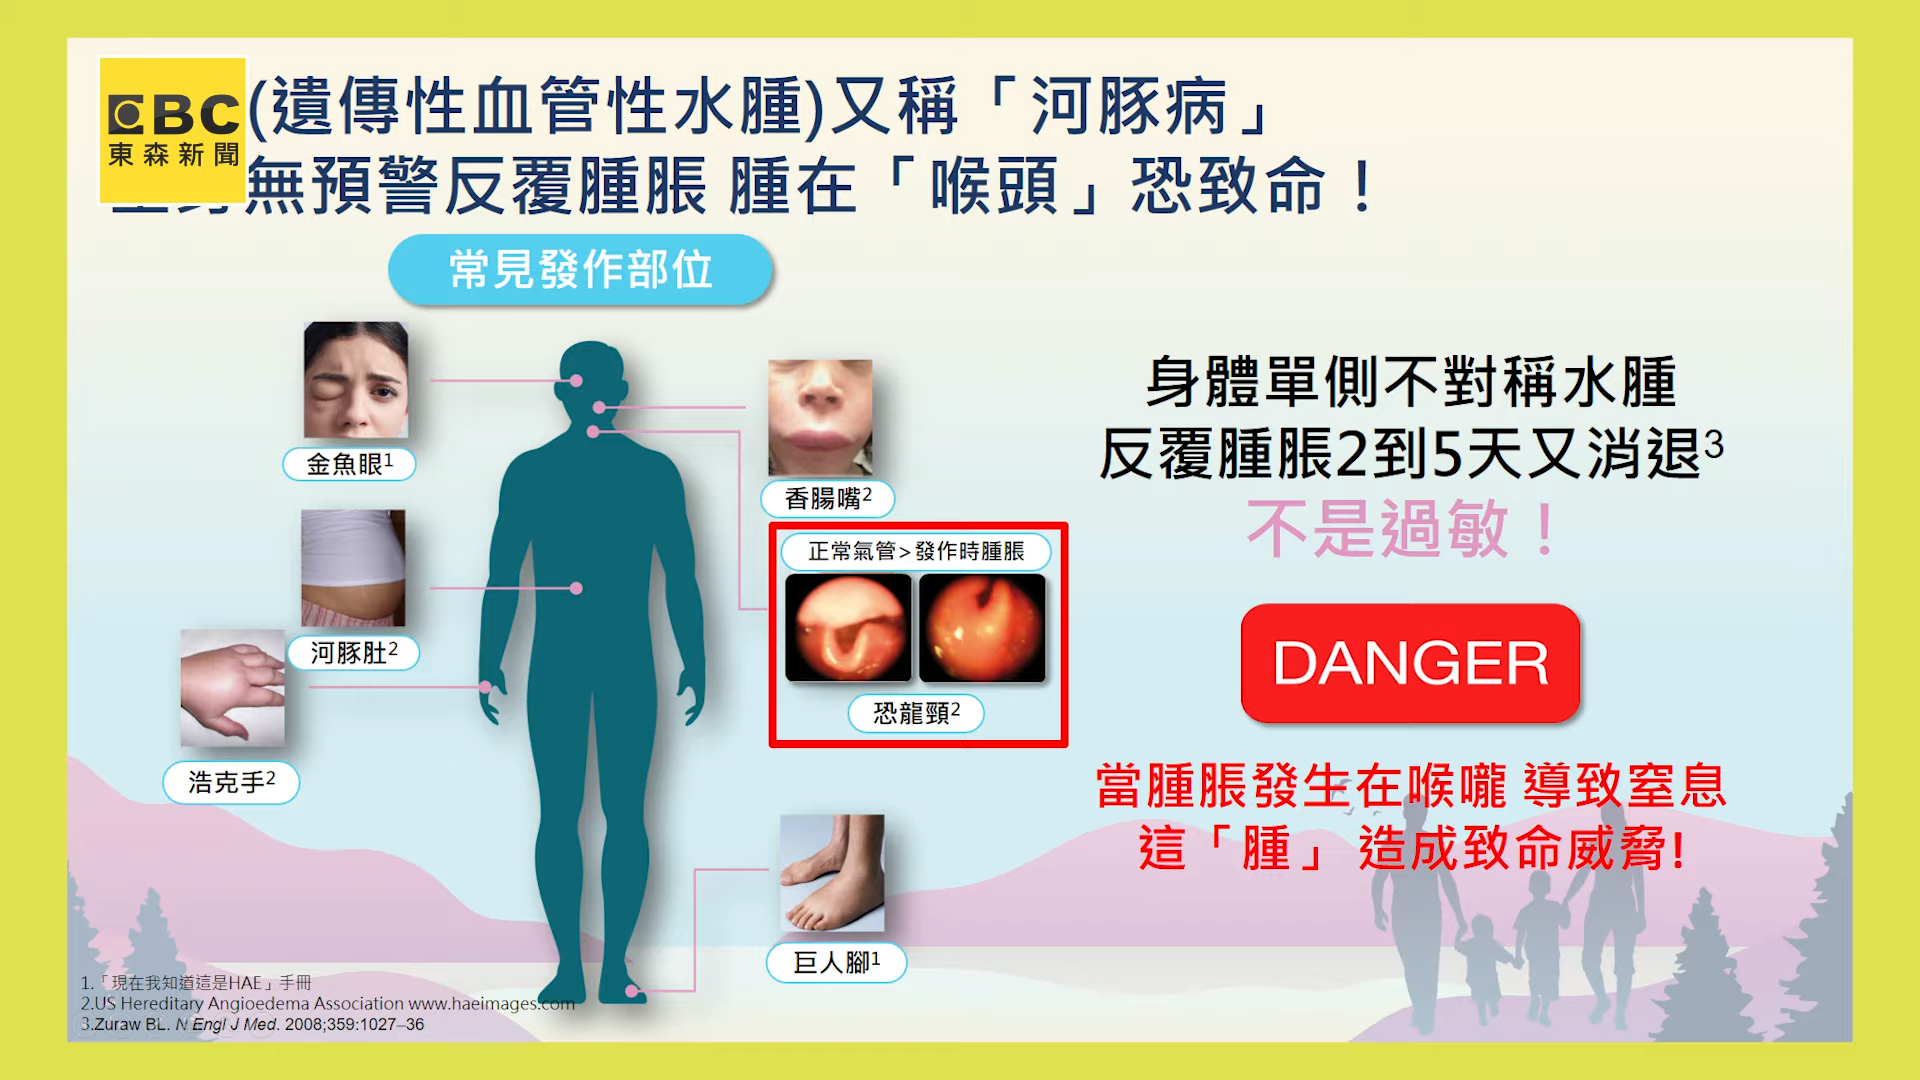 EBC
東森新聞
(遺傳性血管性水腫)又稱「河豚病」
無預警反覆腫脹 腫在「喉頭」恐致命！
常見發作部位
金魚眼1
香腸嘴2
河豚肚2
浩克手2
正常氣管>發作時腫脹
恐龍頸2
巨人腳1
身體單側不對稱水腫
反覆腫脹2到5天又消退3
不是過敏！
DANGER
當腫脹發生在喉嚨 導致窒息
這「腫」造成致命威脅!
1.「現在我知道這是HAE」手冊
2.US Hereditary Angioedema Association www.haeimages.com
3.Zuraw BL. N Engl J Med. 2008;359:1027–36